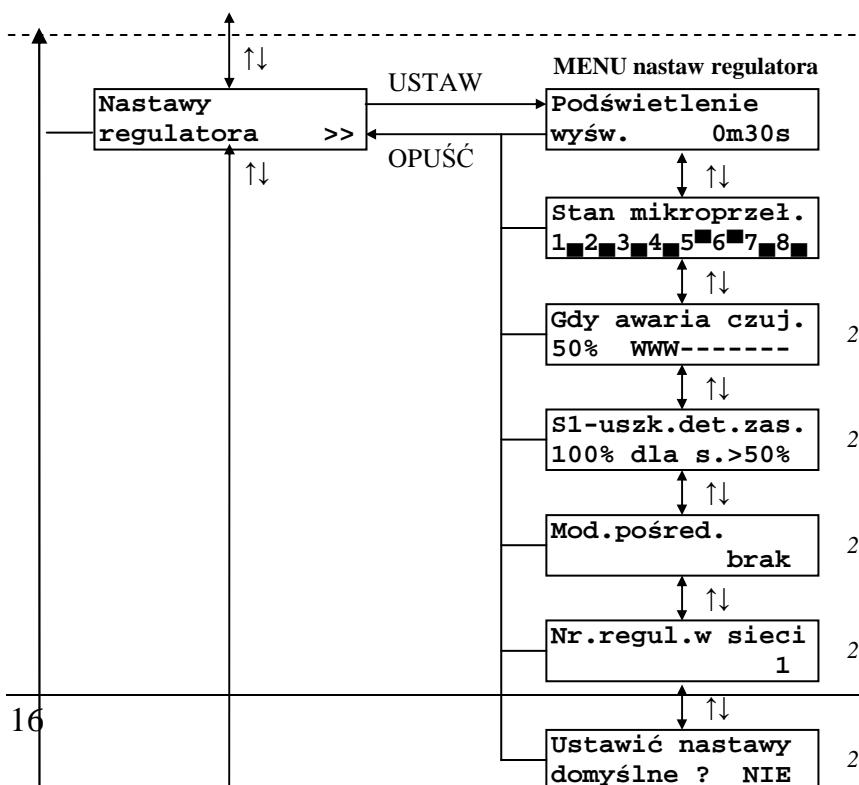 ↑↓
MENU nastaw regulatora
USTAW
Nastawy
regulatora >>
OPUŚĆ
↑↓
Podświetlenie
wyśw. 0m30s
↑↓
Stan mikroprzeł.
1▄2▄3▄4▄5▀6▀7▄8▄
↑↓
Gdy awaria czuj.
50% WWW-------
2
↑↓
S1-uszk.det.zas.
100% dla s.>50%
2
↑↓
Mod.pośred.
brak
2
↑↓
Nr.regul.w sieci
1
2
16
↑↓
Ustawić nastawy
domyślne ? NIE
2